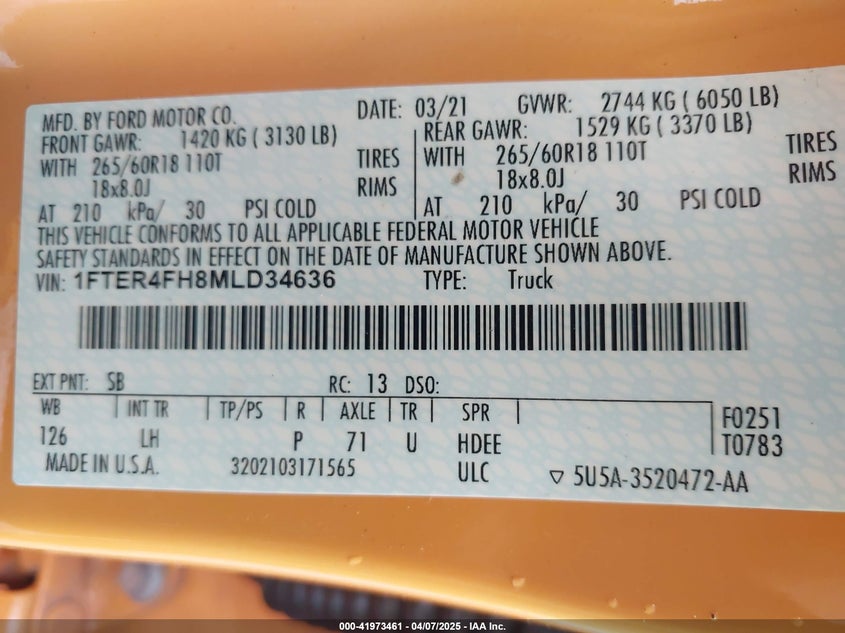 MFD. BY FORD MOTOR CO. DATE: 03/21 GVWR: 2744 KG ( 6050 LB)
FRONT GAWR: 1420 KG ( 3130 LB) REAR GAWR: 1529 KG ( 3370 LB)
WITH 265/60R18 110T TIRES WITH 265/60R18 110T TIRES
18x8.0J RIMS 18x8.0J RIMS
AT 210 kPa/ 30 PSI COLD AT 210 kPa/ 30 PSI COLD
THIS VEHICLE CONFORMS TO ALL APPLICABLE FEDERAL MOTOR VEHICLE
SAFETY STANDARDS IN EFFECT ON THE DATE OF MANUFACTURE SHOWN ABOVE.
VIN: 1FTER4FH8MLD34636 TYPE: Truck
EXT PNT: SB RC: 13 DSO:
WB INT TR TP/PS R AXLE TR SPR F0251
126 LH P 71 U HDEE T0783
MADE IN U.S.A. 3202103171565 ULC ▽ 5U5A-3520472-AA
000-41973461 - 04/07/2025 - IAA Inc.